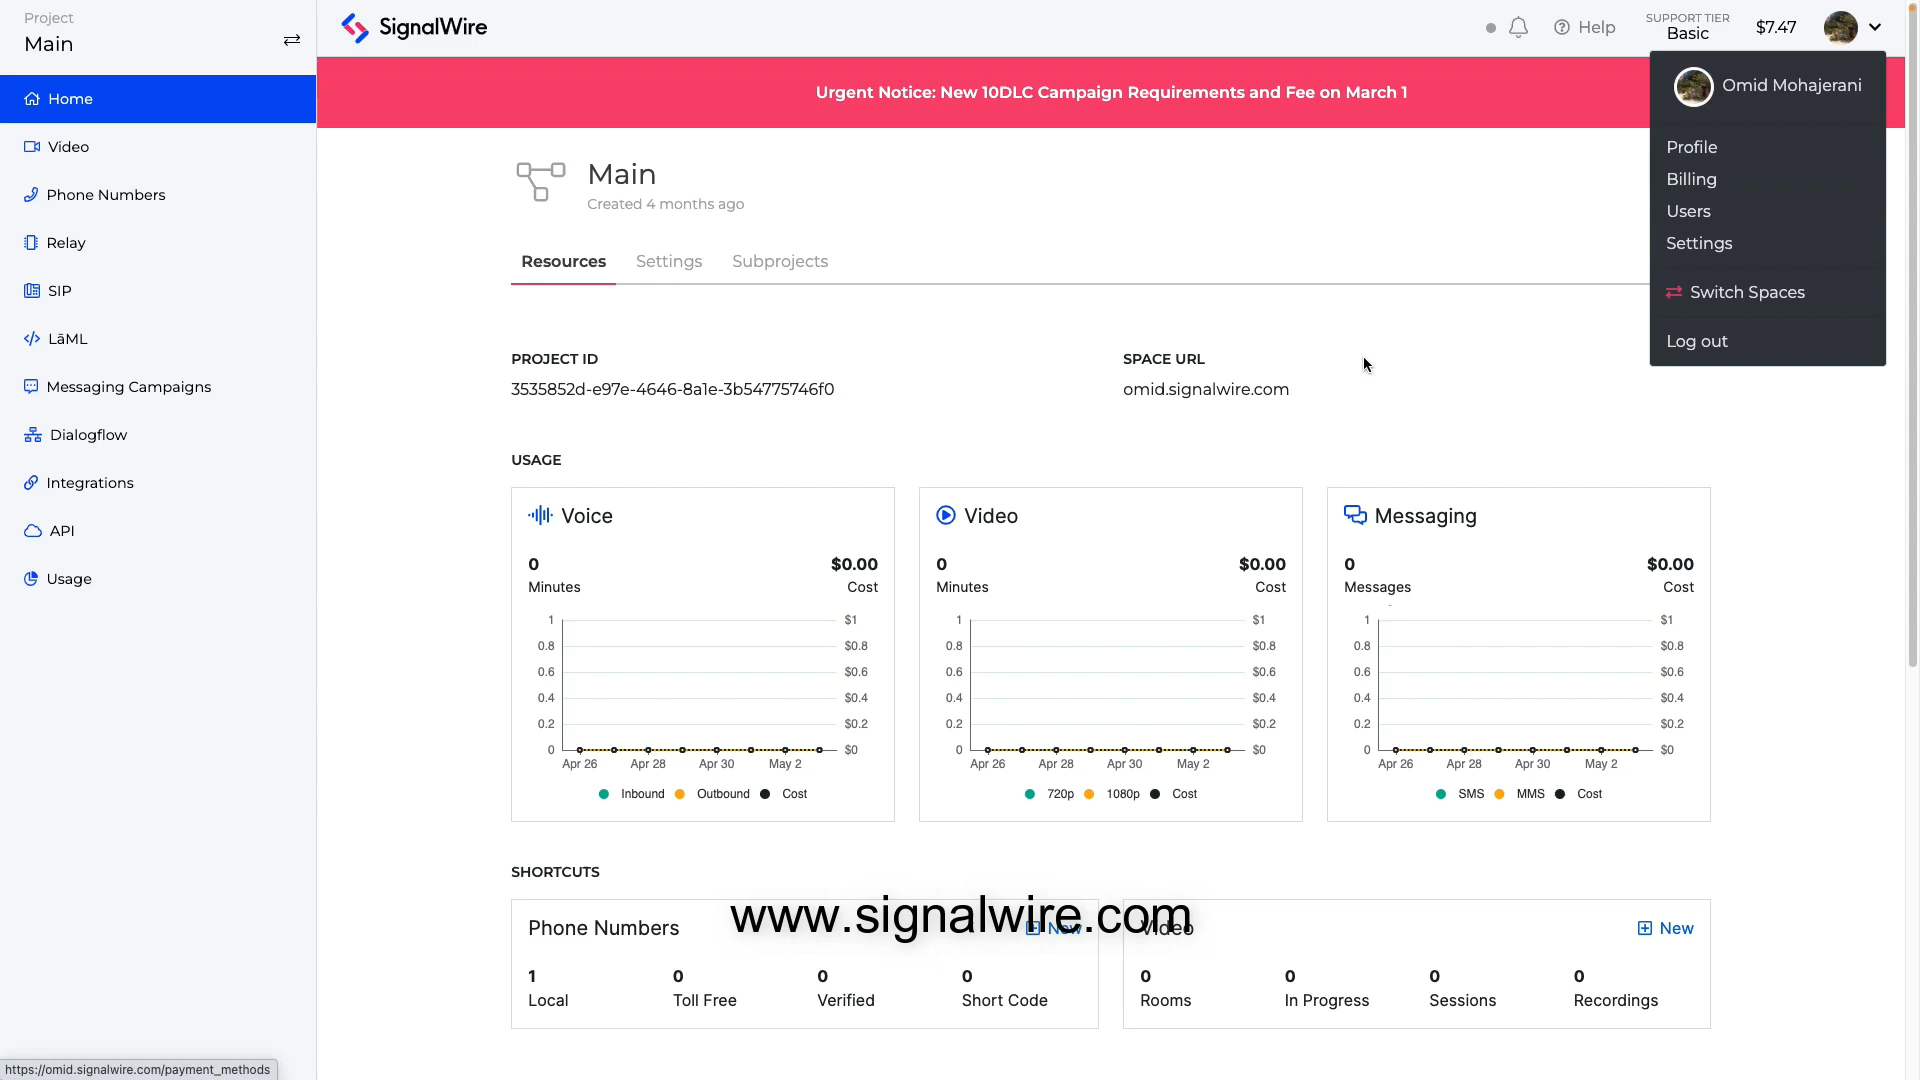 Project
Main
SignalWire
Help
SUPPORT TIER
Basic
$7.47
Home
Video
Phone Numbers
Relay
SIP
LāML
Messaging Campaigns
Dialogflow
Integrations
API
Usage
Urgent Notice: New 10DLC Campaign Requirements and Fee on March 1
Omid Mohajerani
Profile
Billing
Users
Settings
Switch Spaces
Log out
Main
Created 4 months ago
Resources Settings Subprojects
PROJECT ID
3535852d-e97e-4646-8a1e-3b54775746f0
SPACE URL
omid.signalwire.com
USAGE
Voice
0 $0.00
Minutes Cost
1 $1
0.8 $0.8
0.6 $0.6
0.4 $0.4
0.2 $0.2
0 $0
Apr 26 Apr 28 Apr 30 May 2
Inbound Outbound Cost
Video
0 $0.00
Minutes Cost
1 $1
0.8 $0.8
0.6 $0.6
0.4 $0.4
0.2 $0.2
0 $0
Apr 26 Apr 28 Apr 30 May 2
720p 1080p Cost
Messaging
0 $0.00
Messages Cost
1 $1
0.8 $0.8
0.6 $0.6
0.4 $0.4
0.2 $0.2
0 $0
Apr 26 Apr 28 Apr 30 May 2
SMS MMS Cost
SHORTCUTS
www.signalwire.com
Phone Numbers New
1 0 0 0
Local Toll Free Verified Short Code
Video New
0 0 0 0
Rooms In Progress Sessions Recordings
https://omid.signalwire.com/payment_methods